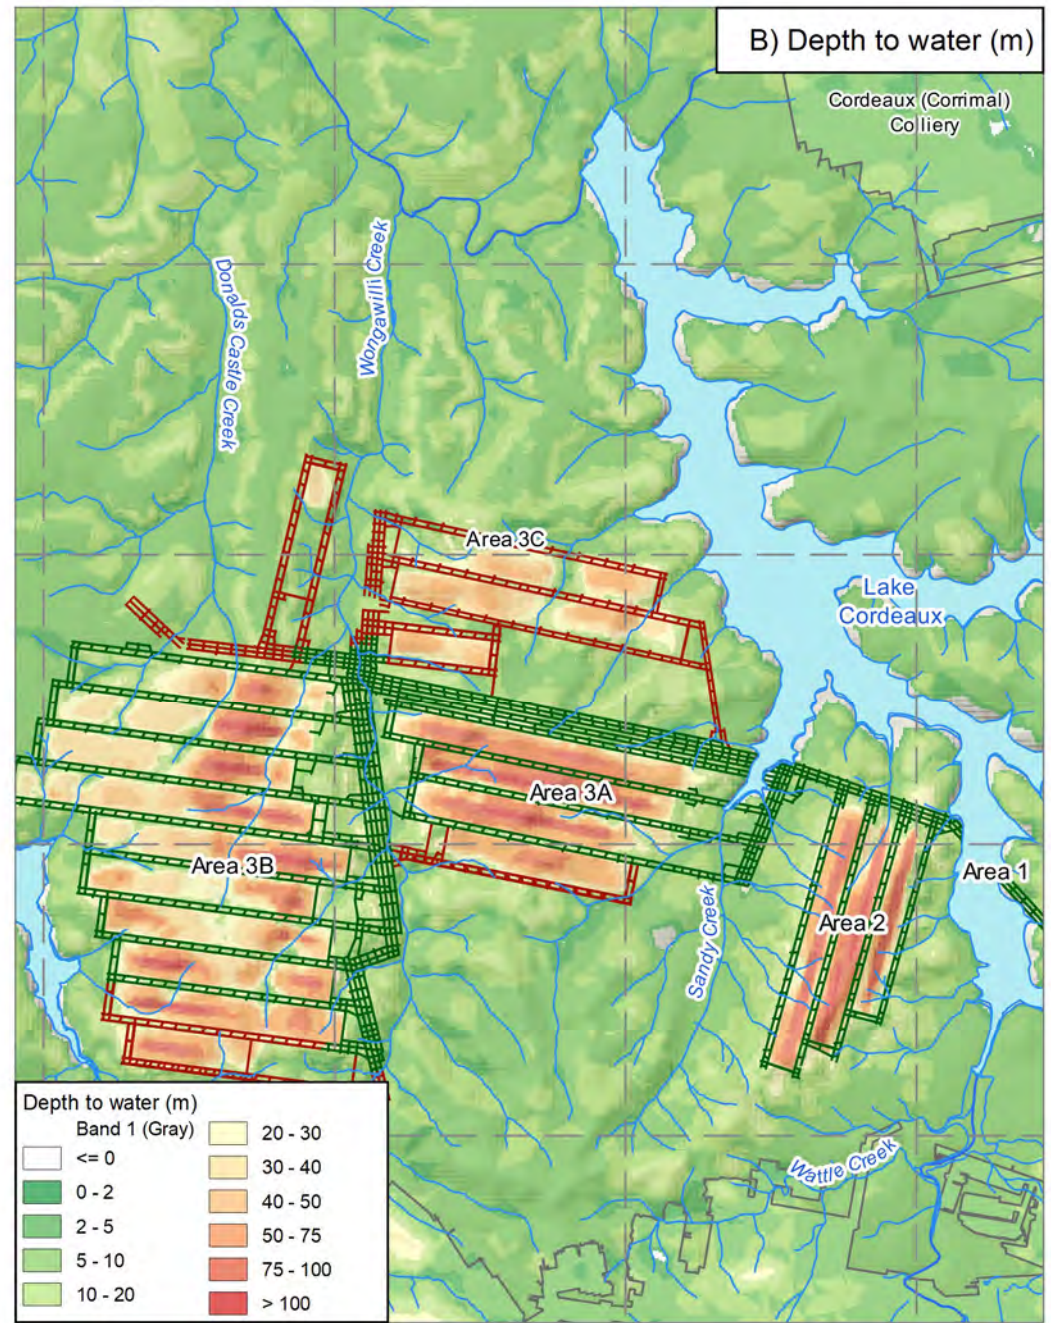 B) Depth to water (m)
Cordeaux (Corrimal)
Colliery
Donalds Castle Creek
Wongawilli Creek
Area 3C
Lake
Cordeaux
Area 3A
Area 3B
Area 1
Area 2
Sandy Creek
Wattle Creek
Depth to water (m)
Band 1 (Gray)
<= 0
0 - 2
2 - 5
5 - 10
10 - 20
20 - 30
30 - 40
40 - 50
50 - 75
75 - 100
> 100